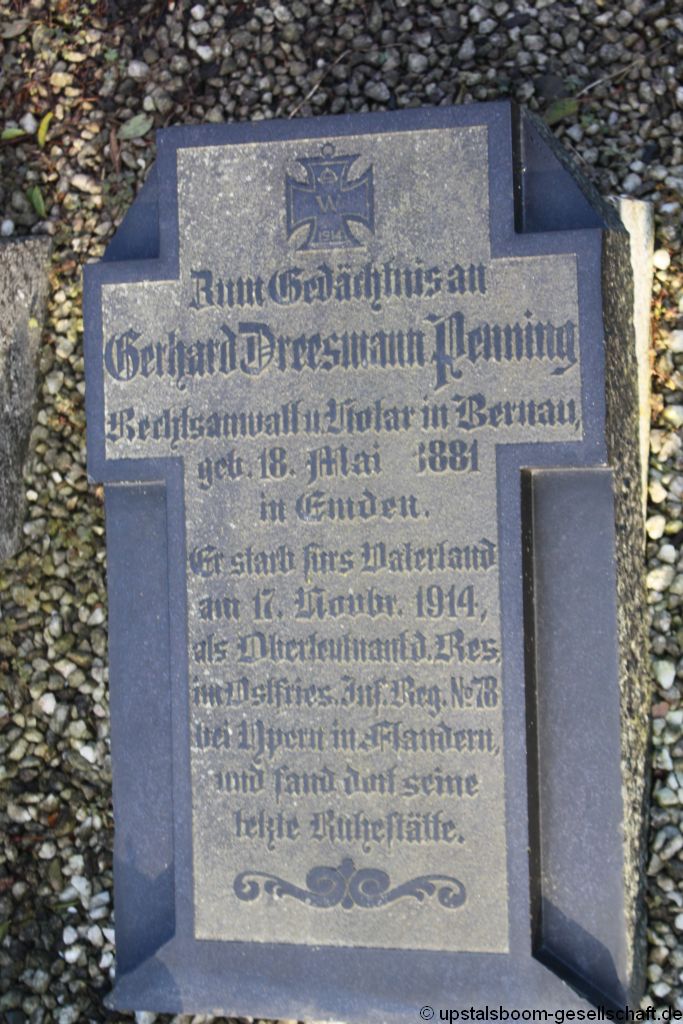 W
1914
Zum Gedächtnis an
Gerhard Dreesmann Penning
Rechtsanwalt u. Notar in Bernau,
geb. 18. Mai 1881
in Emden.
Er starb fürs Vaterland
am 17. Novbr. 1914,
als Oberleutnant d. Res.
im Ostfries. Inf. Reg. No 78
bei Ypern in Flandern,
und fand dort seine
letzte Ruhestätte.
© upstalsboom-gesellschaft.de